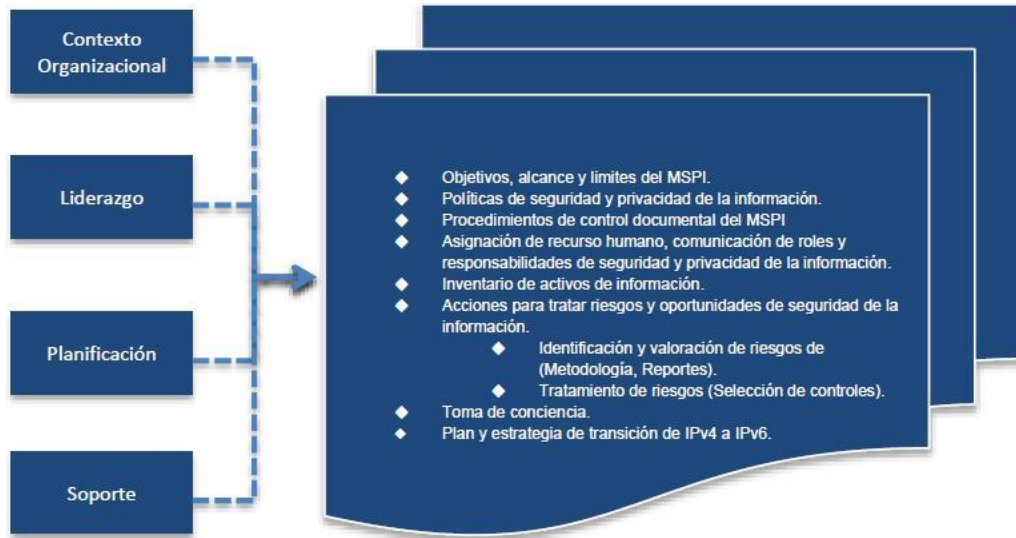 Contexto
Organizacional
Liderazgo
Planificación
Soporte
◆ Objetivos, alcance y limites del MSPI.
◆ Políticas de seguridad y privacidad de la información.
◆ Procedimientos de control documental del MSPI
◆ Asignación de recurso humano, comunicación de roles y
responsabilidades de seguridad y privacidad de la información.
◆ Inventario de activos de información.
◆ Acciones para tratar riesgos y oportunidades de seguridad de la
información.
◆ Identificación y valoración de riesgos de
(Metodología, Reportes).
◆ Tratamiento de riesgos (Selección de controles).
◆ Toma de conciencia.
◆ Plan y estrategia de transición de IPv4 a IPv6.